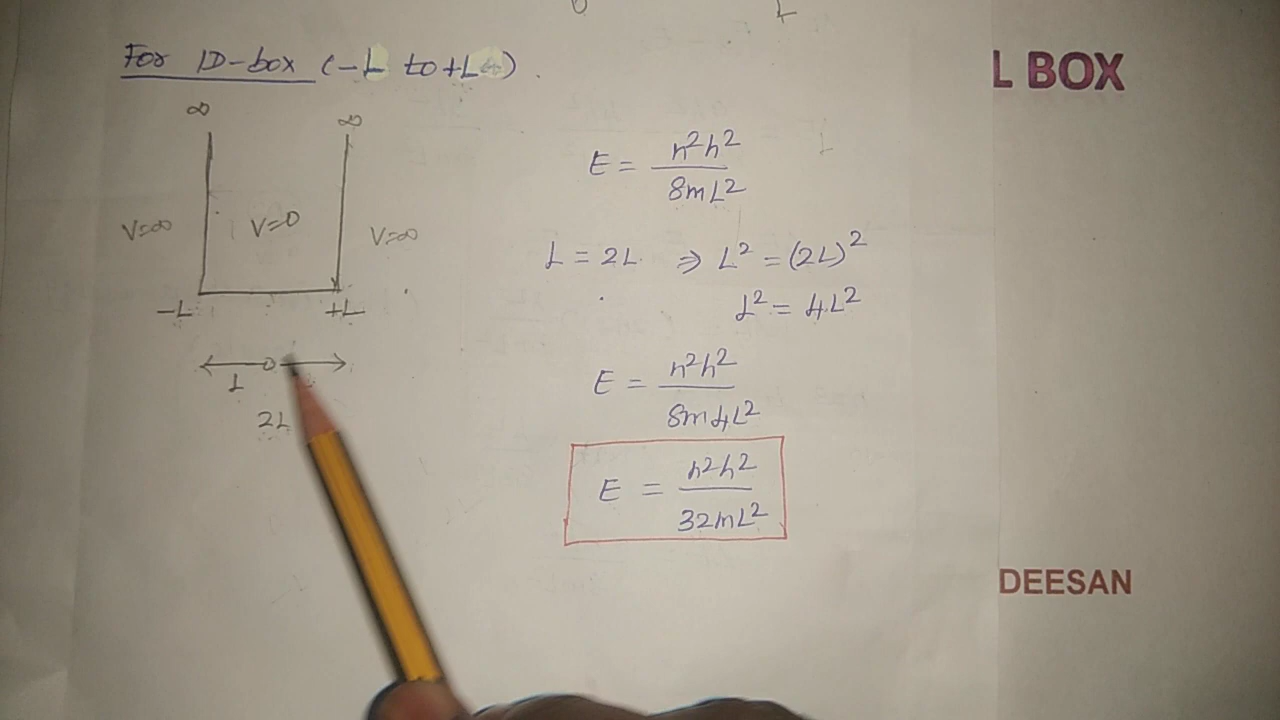 L
For 1D-box (-L to +L)
L BOX
∞
∞
V=∞
V=0
V=∞
-L
+L
0
L
2L
E = n²h²/8mL²
L = 2L ⇒ L² = (2L)²
L² = 4L²
E = n²h²/8m4L²
E = n²h²/32mL²
DEESAN